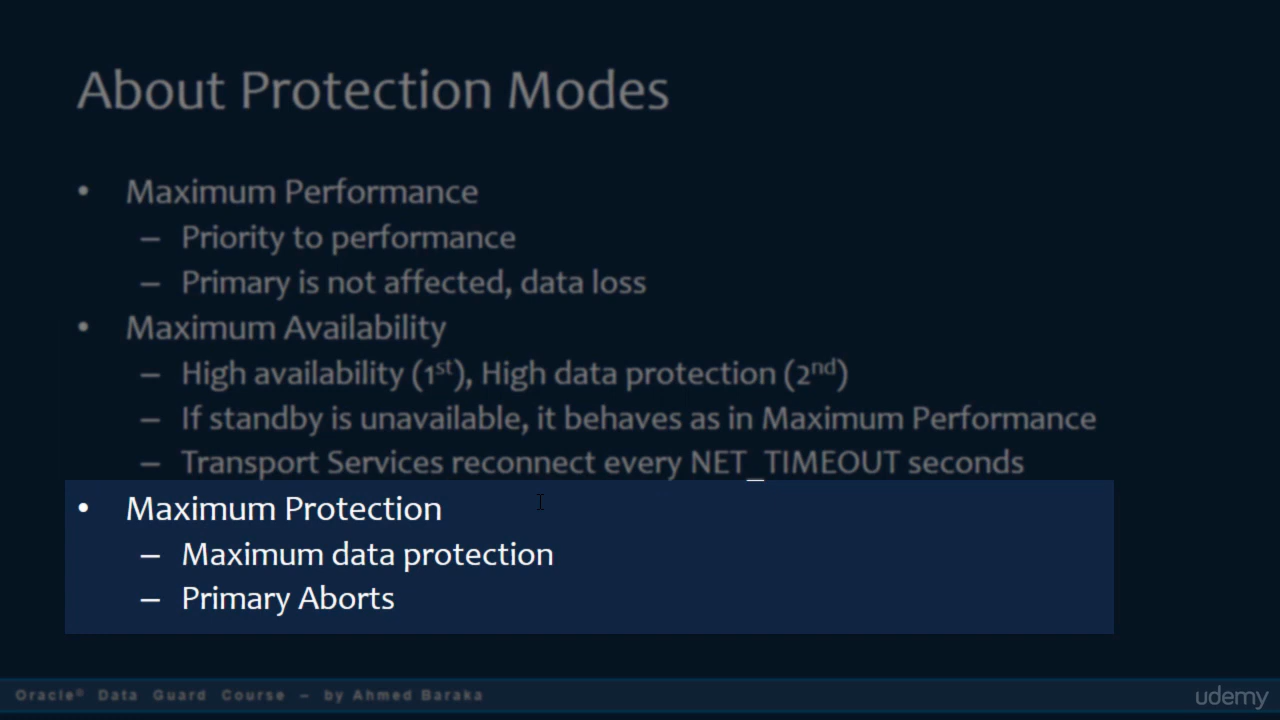 About Protection Modes
• Maximum Performance
– Priority to performance
– Primary is not affected, data loss
• Maximum Availability
– High availability (1st), High data protection (2nd)
– If standby is unavailable, it behaves as in Maximum Performance
– Transport Services reconnect every NET_TIMEOUT seconds
• Maximum Protection
– Maximum data protection
– Primary Aborts
Oracle® Data Guard Course – by Ahmed Baraka
udemy